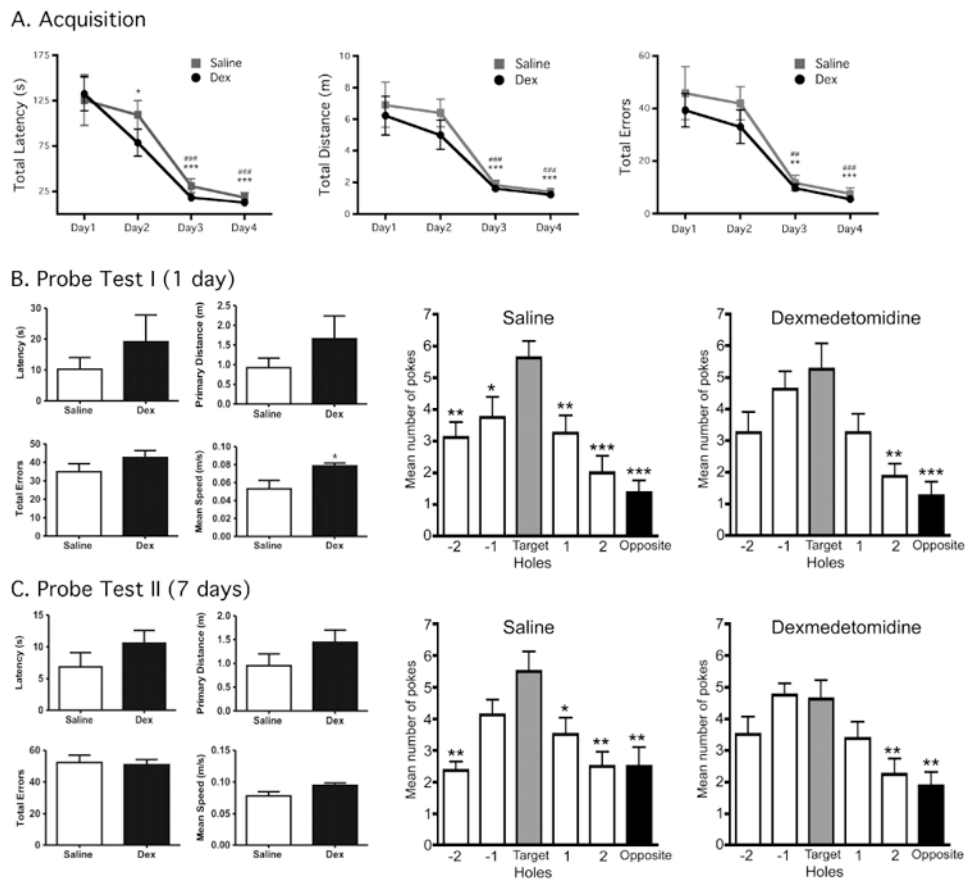 A. Acquisition
Total Latency (s)
175
125
75
25
Saline
Dex
*
###
***
###
***
Day1 Day2 Day3 Day4
Total Distance (m)
10
8
6
4
2
0
Saline
Dex
###
***
###
***
Day1 Day2 Day3 Day4
Total Errors
60
40
20
0
Saline
Dex
##
**
###
***
Day1 Day2 Day3 Day4
B. Probe Test I (1 day)
Latency (s)
30
20
10
0
Saline Dex
Primary Distance (m)
2.5
2.0
1.5
1.0
0.5
0.0
Saline Dex
Total Errors
100
80
60
40
20
0
Saline Dex
Mean Speed (m/s)
0.10
0.08
0.06
0.04
0.02
0.00
*
Saline Dex
Saline
Mean number of pokes
7
6
5
4
3
2
1
0
** * ** *** ***
-2 -1 Target 1 2 Opposite
Holes
Dexmedetomidine
Mean number of pokes
7
6
5
4
3
2
1
0
** ***
-2 -1 Target 1 2 Opposite
Holes
C. Probe Test II (7 days)
Latency (s)
15
10
5
0
Saline Dex
Primary Distance (m)
2.0
1.5
1.0
0.5
0.0
Saline Dex
Total Errors
60
50
40
30
20
10
0
Saline Dex
Mean Speed (m/s)
0.15
0.10
0.05
0.00
Saline Dex
Saline
Mean number of pokes
7
6
5
4
3
2
1
0
** * ** **
-2 -1 Target 1 2 Opposite
Holes
Dexmedetomidine
Mean number of pokes
7
6
5
4
3
2
1
0
** **
-2 -1 Target 1 2 Opposite
Holes